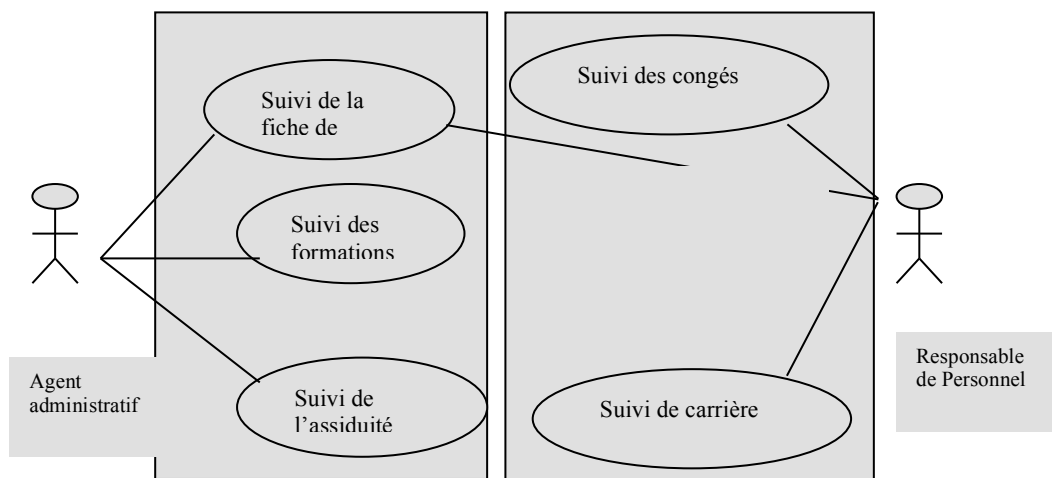 Suivi de la
fiche de
Suivi des congés
Suivi des
formations
Agent
administratif
Responsable
de Personnel
Suivi de
l’assiduité
Suivi de carrière